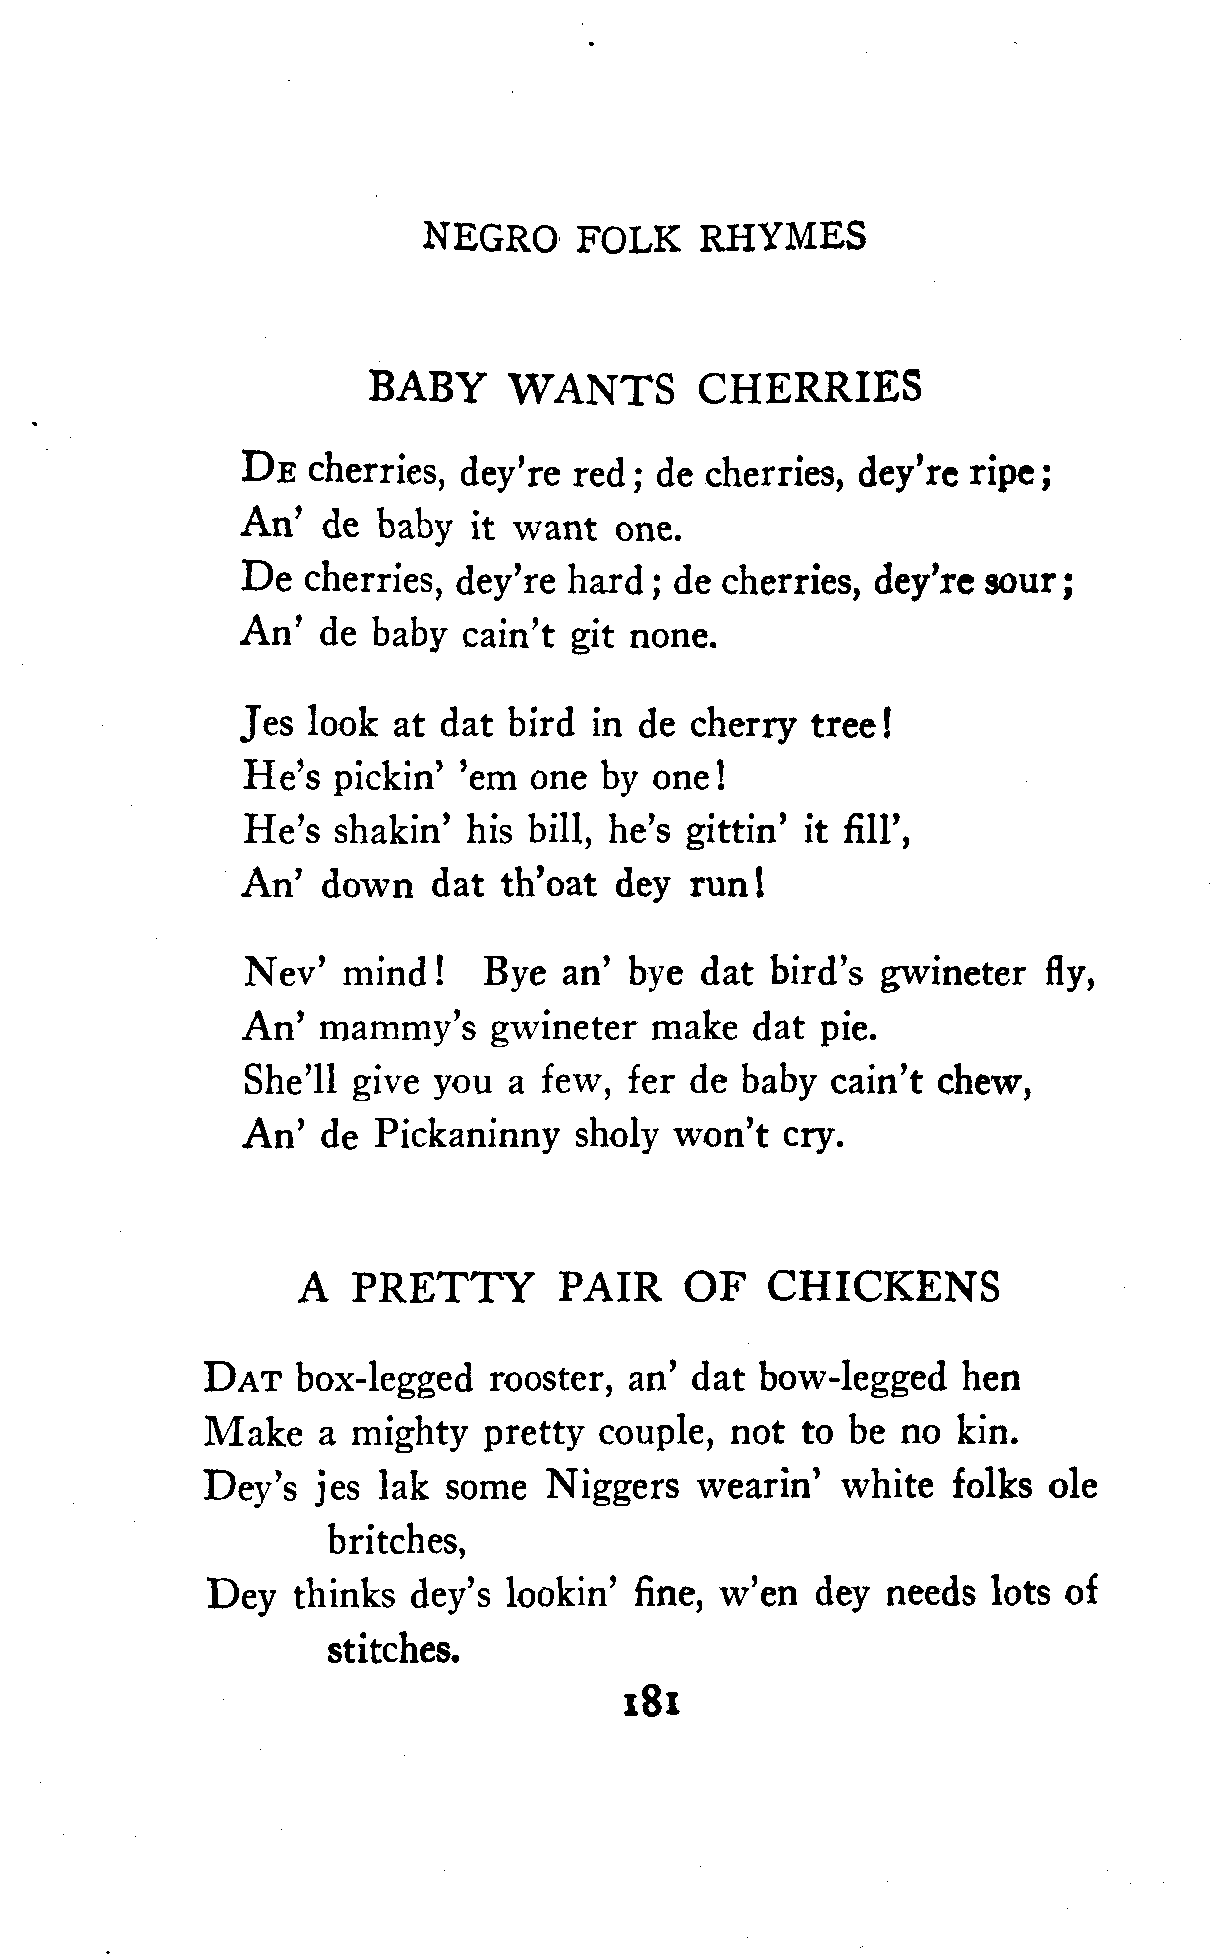 NEGRO FOLK RHYMES
BABY WANTS CHERRIES
DE cherries, dey're red; de cherries, dey're ripe;
An' de baby it want one.
De cherries, dey're hard; de cherries, dey're sour;
An' de baby cain't git none.
Jes look at dat bird in de cherry tree!
He's pickin' 'em one by one!
He's shakin' his bill, he's gittin' it fill',
An' down dat th'oat dey run!
Nev' mind! Bye an' bye dat bird's gwineter fly,
An' mammy's gwineter make dat pie.
She'll give you a few, fer de baby cain't chew,
An' de Pickaninny sholy won't cry.
A PRETTY PAIR OF CHICKENS
DAT box-legged rooster, an' dat bow-legged hen
Make a mighty pretty couple, not to be no kin.
Dey's jes lak some Niggers wearin' white folks ole
britches,
Dey thinks dey's lookin' fine, w'en dey needs lots of
stitches.
181